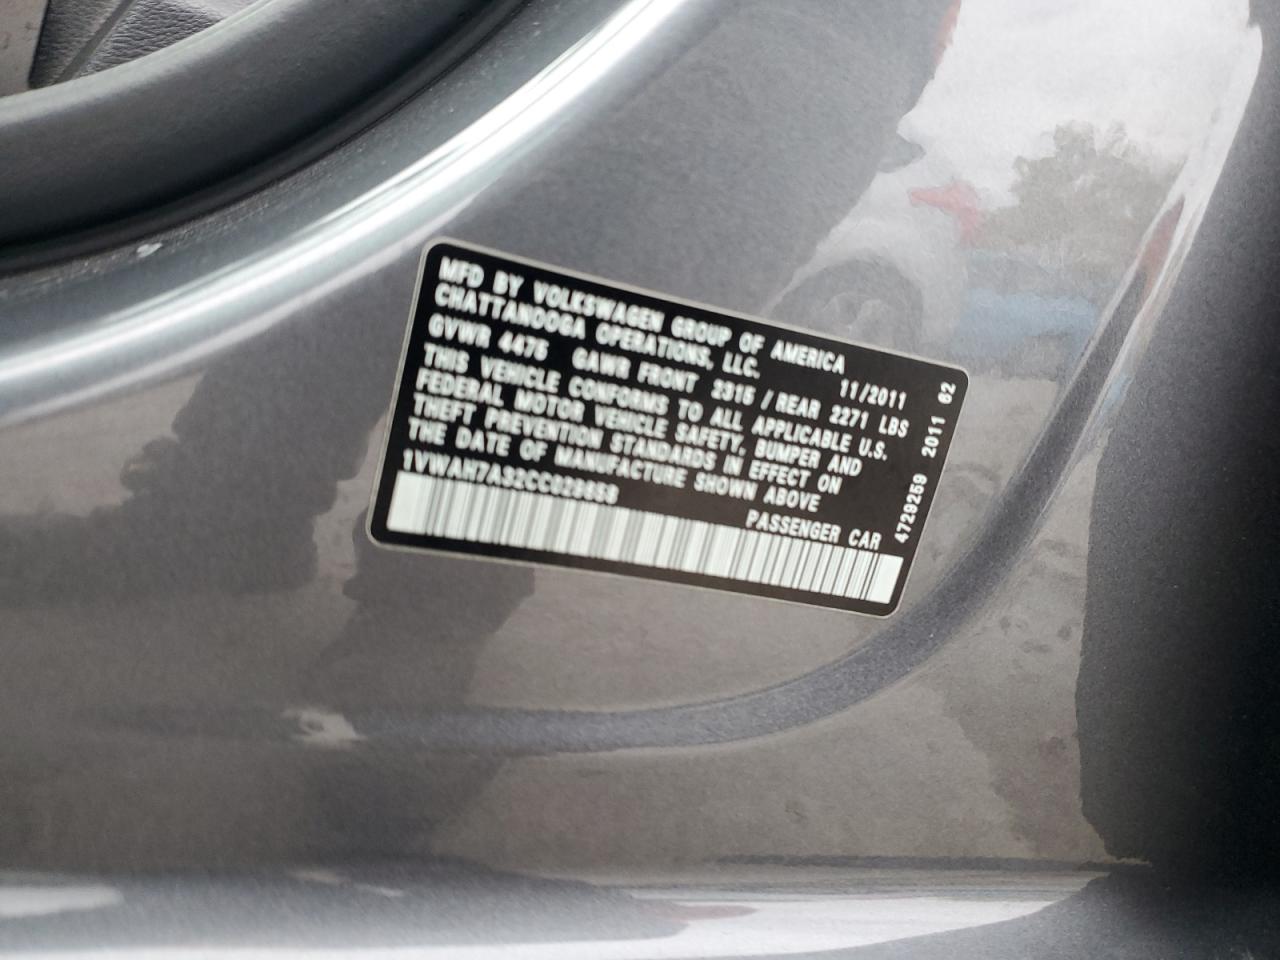 MFD BY VOLKSWAGEN GROUP OF AMERICA
CHATTANOOGA OPERATIONS, LLC. 11/2011
GVWR 4475 GAWR FRONT 2315 / REAR 2271 LBS
THIS VEHICLE CONFORMS TO ALL APPLICABLE U.S.
FEDERAL MOTOR VEHICLE SAFETY, BUMPER AND
THEFT PREVENTION STANDARDS IN EFFECT ON
THE DATE OF MANUFACTURE SHOWN ABOVE
PASSENGER CAR
4729259 2011 62